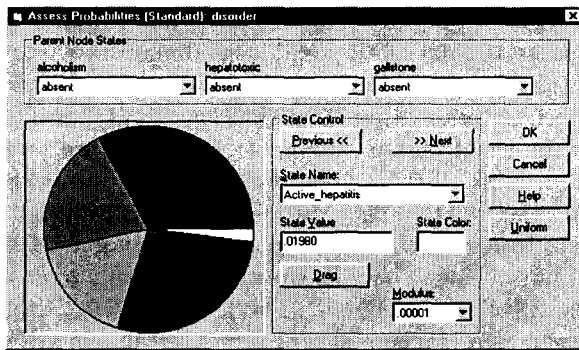 Assess Probabilities (Standard): disorder
Parent Node States
alcoholism hepatotoxic gallstone
absent absent absent
State Control
Previous << >> Next OK
Cancel
State Name:
Active_hepatitis Help
State Value State Color: Uniform
.01980
Drag
Modulus:
.00001